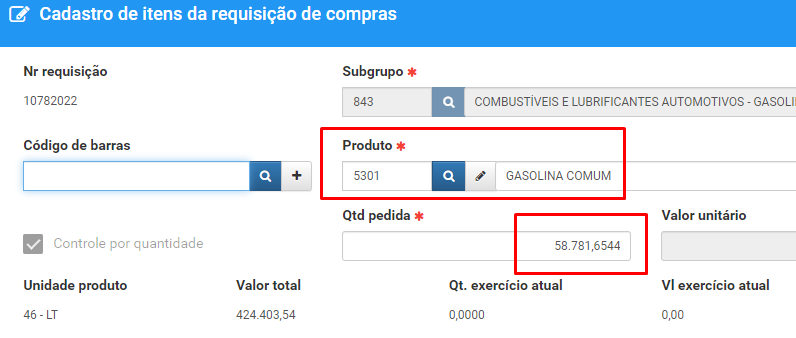 Cadastro de itens da requisição de compras
Nr requisição
Subgrupo *
10782022
843
COMBUSTÍVEIS E LUBRIFICANTES AUTOMOTIVOS - GASOLIN
Código de barras
Produto *
5301
GASOLINA COMUM
Qtd pedida *
Valor unitário
Controle por quantidade
58.781,6544
Unidade produto
Valor total
Qt. exercício atual
Vl exercício atual
46 - LT
424.403,54
0,0000
0,00